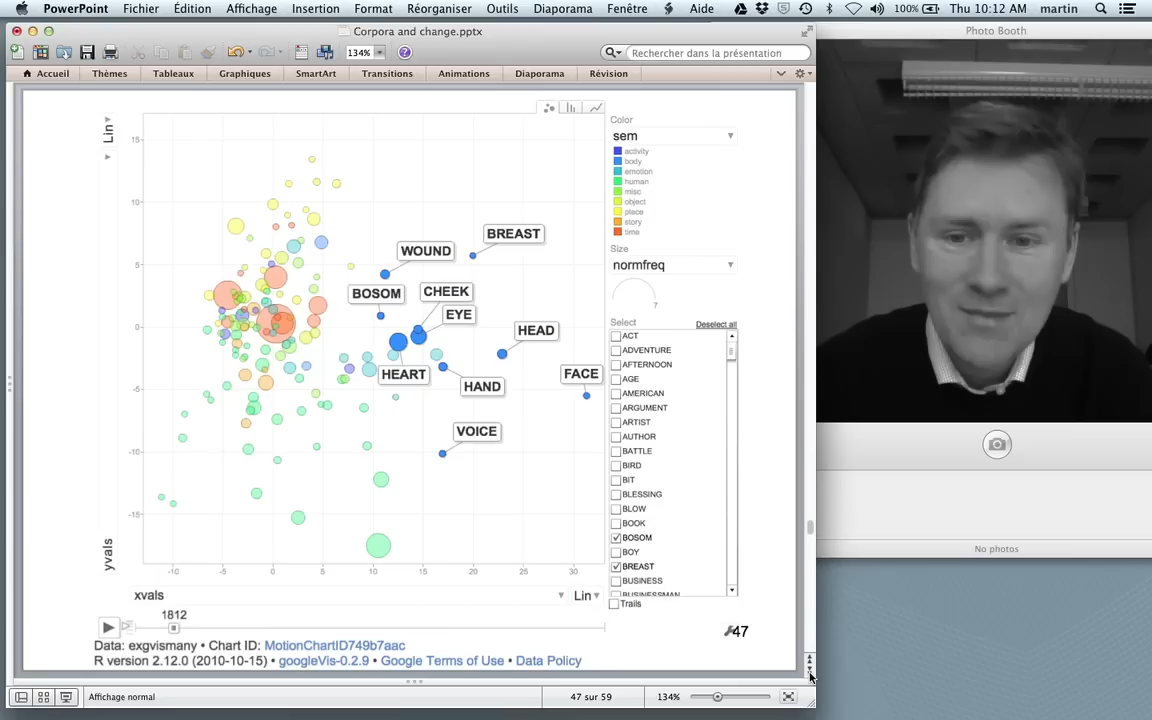 PowerPoint Fichier Édition Affichage Insertion Format Réorganiser Outils Diaporama Fenêtre Aide 100% Thu 10:12 AM martin
Corpora and change.pptx
134% Rechercher dans la présentation
Accueil Thèmes Tableaux Graphiques SmartArt Transitions Animations Diaporama Révision
Photo Booth
Lin
15
10
5
0
-5
-10
-15
yvals
BREAST
WOUND
BOSOM
CHEEK
EYE
HEAD
HEART
HAND
FACE
VOICE
-10 -5 0 5 10 15 20 25 30
xvals Lin
1812
Color
sem
activity
body
emotion
human
misc
object
place
story
time
Size
normfreq
7
Select Deselect all
ACT
ADVENTURE
AFTERNOON
AGE
AMERICAN
ARGUMENT
ARTIST
AUTHOR
BATTLE
BIRD
BIT
BLESSING
BLOW
BOOK
BOSOM
BOY
BREAST
BUSINESS
BUSINESSMAN
Trails
47
Data: exgvismany • Chart ID: MotionChartID749b7aac
R version 2.12.0 (2010-10-15) • googleVis-0.2.9 • Google Terms of Use • Data Policy
No photos
Affichage normal 47 sur 59 134%